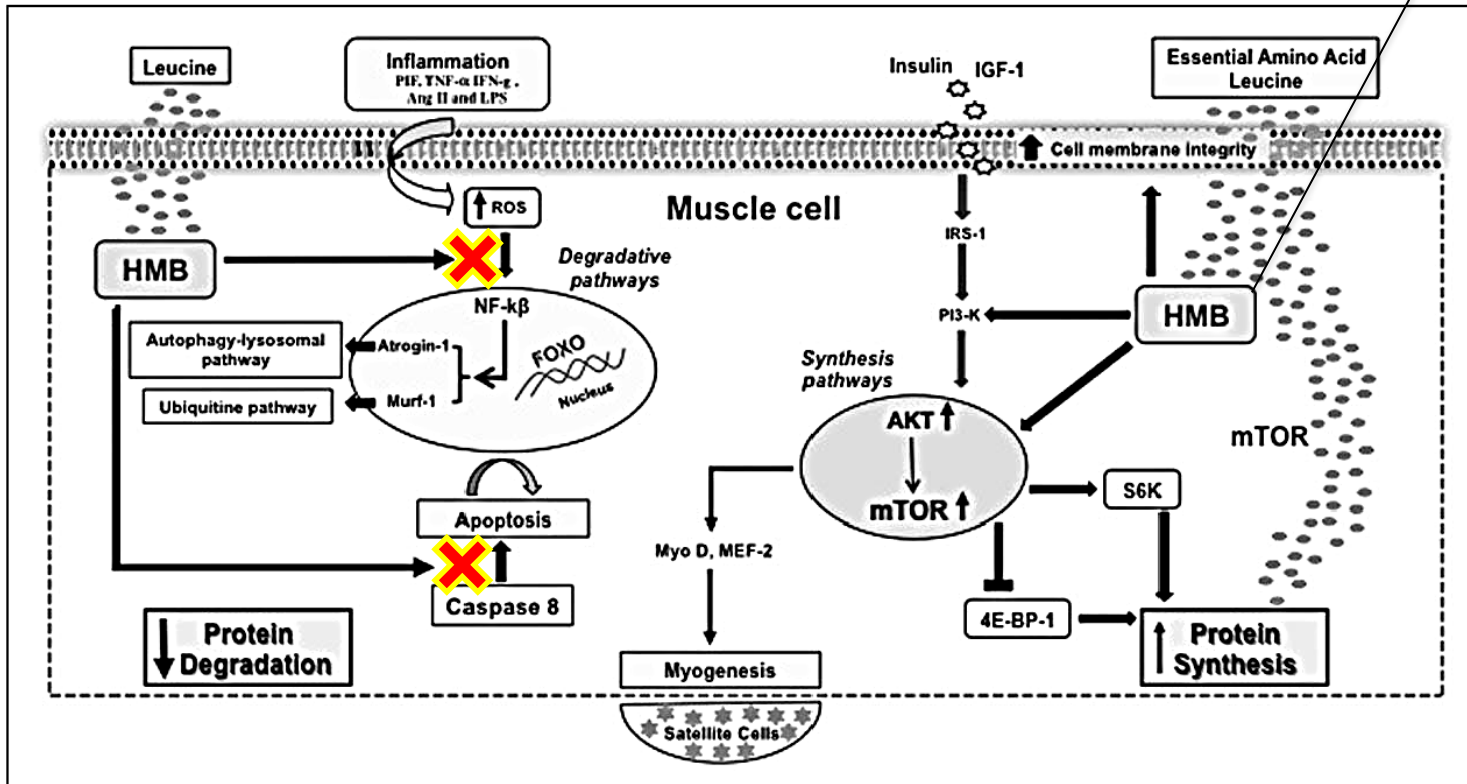 Leucine
Inflammation
PIF, TNF-α IFN-g ,
Ang II and LPS
Insulin
IGF-1
Essential Amino Acid
Leucine
Cell membrane integrity
ROS
Muscle cell
IRS-1
HMB
Degradative
pathways
NF-kβ
PI3-K
HMB
Autophagy-lysosomal
pathway
Atrogin-1
FOXO
Nucleus
Synthesis
pathways
Ubiquitine pathway
Murf-1
AKT
mTOR
mTOR
S6K
Apoptosis
Myo D, MEF-2
Caspase 8
4E-BP-1
Protein
Degradation
Protein
Synthesis
Myogenesis
Satellite Cells